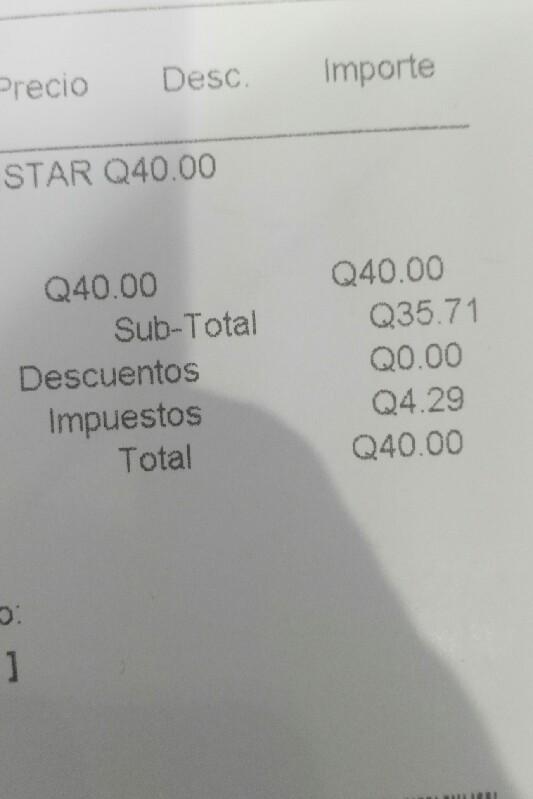 Precio Desc. Importe
STAR Q40.00
Q40.00 Q40.00
Sub-Total Q35.71
Descuentos Q0.00
Impuestos Q4.29
Total Q40.00
o:
]